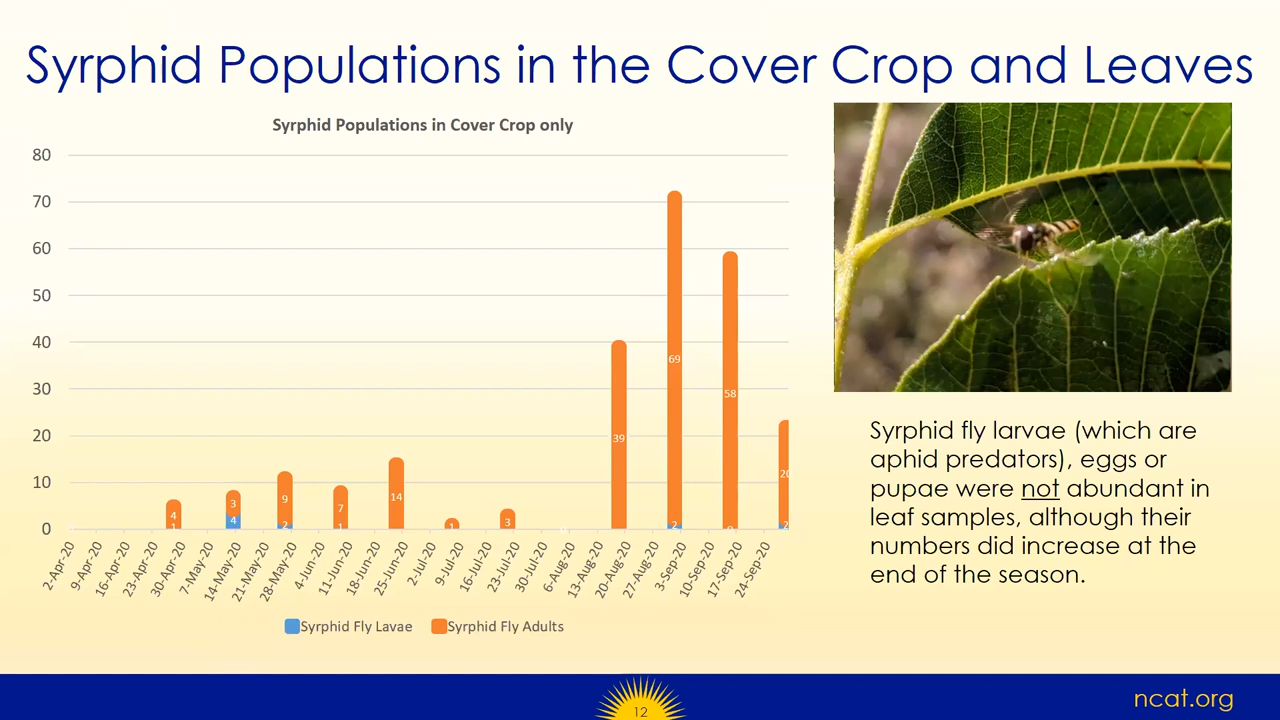 Syrphid Populations in the Cover Crop and Leaves
Syrphid Populations in Cover Crop only
80
70
60
50
40
30
20
10
0
4
1
3
4
9
2
7
1
14
1
3
39
69
2
58
0
20
2
2-Apr-20
9-Apr-20
16-Apr-20
23-Apr-20
30-Apr-20
7-May-20
14-May-20
21-May-20
28-May-20
4-Jun-20
11-Jun-20
18-Jun-20
25-Jun-20
2-Jul-20
9-Jul-20
16-Jul-20
23-Jul-20
30-Jul-20
6-Aug-20
13-Aug-20
20-Aug-20
27-Aug-20
3-Sep-20
10-Sep-20
17-Sep-20
24-Sep-20
Syrphid Fly Lavae
Syrphid Fly Adults
Syrphid fly larvae (which are
aphid predators), eggs or
pupae were not abundant in
leaf samples, although their
numbers did increase at the
end of the season.
12
ncat.org